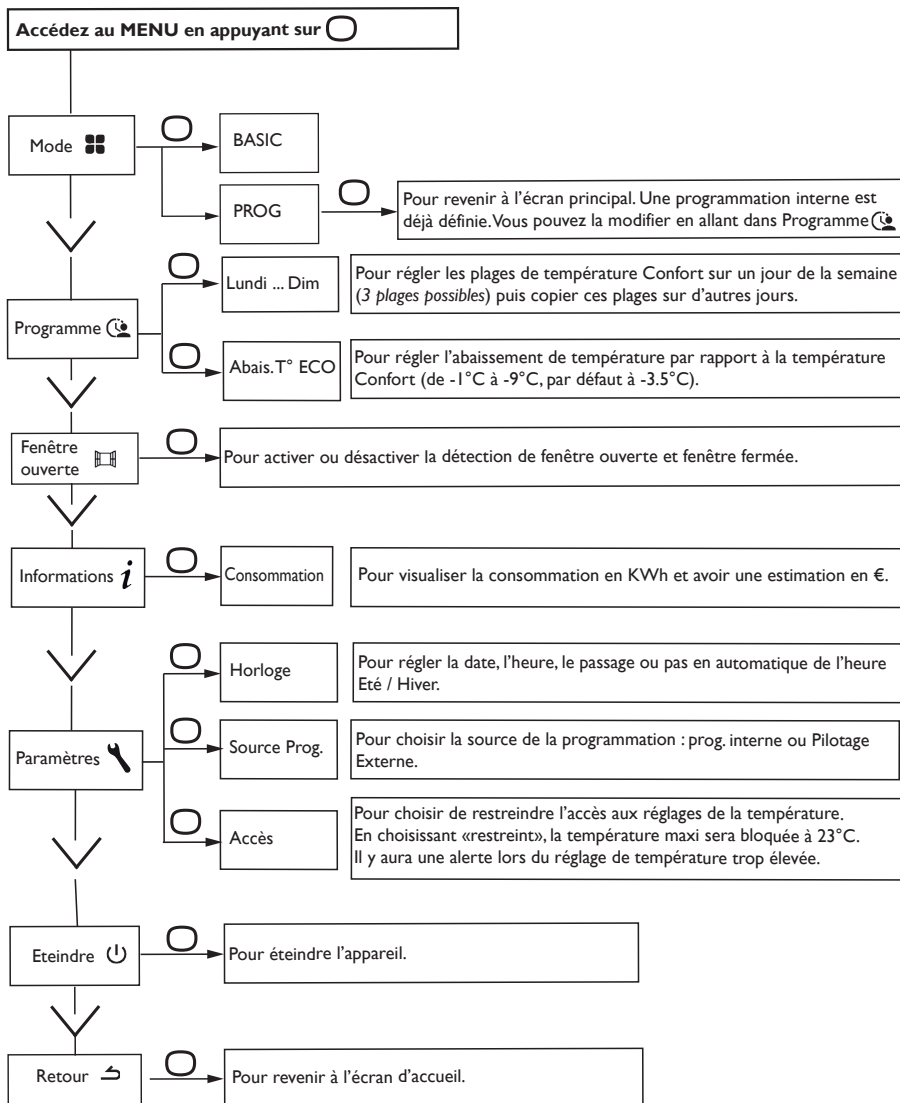 Accédez au MENU en appuyant sur
Mode
BASIC
PROG
Pour revenir à l'écran principal. Une programmation interne est
déjà définie. Vous pouvez la modifier en allant dans Programme
Programme
Lundi ... Dim
Pour régler les plages de température Confort sur un jour de la semaine
(3 plages possibles) puis copier ces plages sur d'autres jours.
Abais. T° ECO
Pour régler l'abaissement de température par rapport à la température
Confort (de -1°C à -9°C, par défaut à -3.5°C).
Fenêtre
ouverte
Pour activer ou désactiver la détection de fenêtre ouverte et fenêtre fermée.
Informations i
Consommation
Pour visualiser la consommation en KWh et avoir une estimation en €.
Paramètres
Horloge
Pour régler la date, l'heure, le passage ou pas en automatique de l'heure
Eté / Hiver.
Source Prog.
Pour choisir la source de la programmation : prog. interne ou Pilotage
Externe.
Accès
Pour choisir de restreindre l'accès aux réglages de la température.
En choisissant «restreint», la température maxi sera bloquée à 23°C.
Il y aura une alerte lors du réglage de température trop élevée.
Eteindre
Pour éteindre l'appareil.
Retour
Pour revenir à l'écran d'accueil.